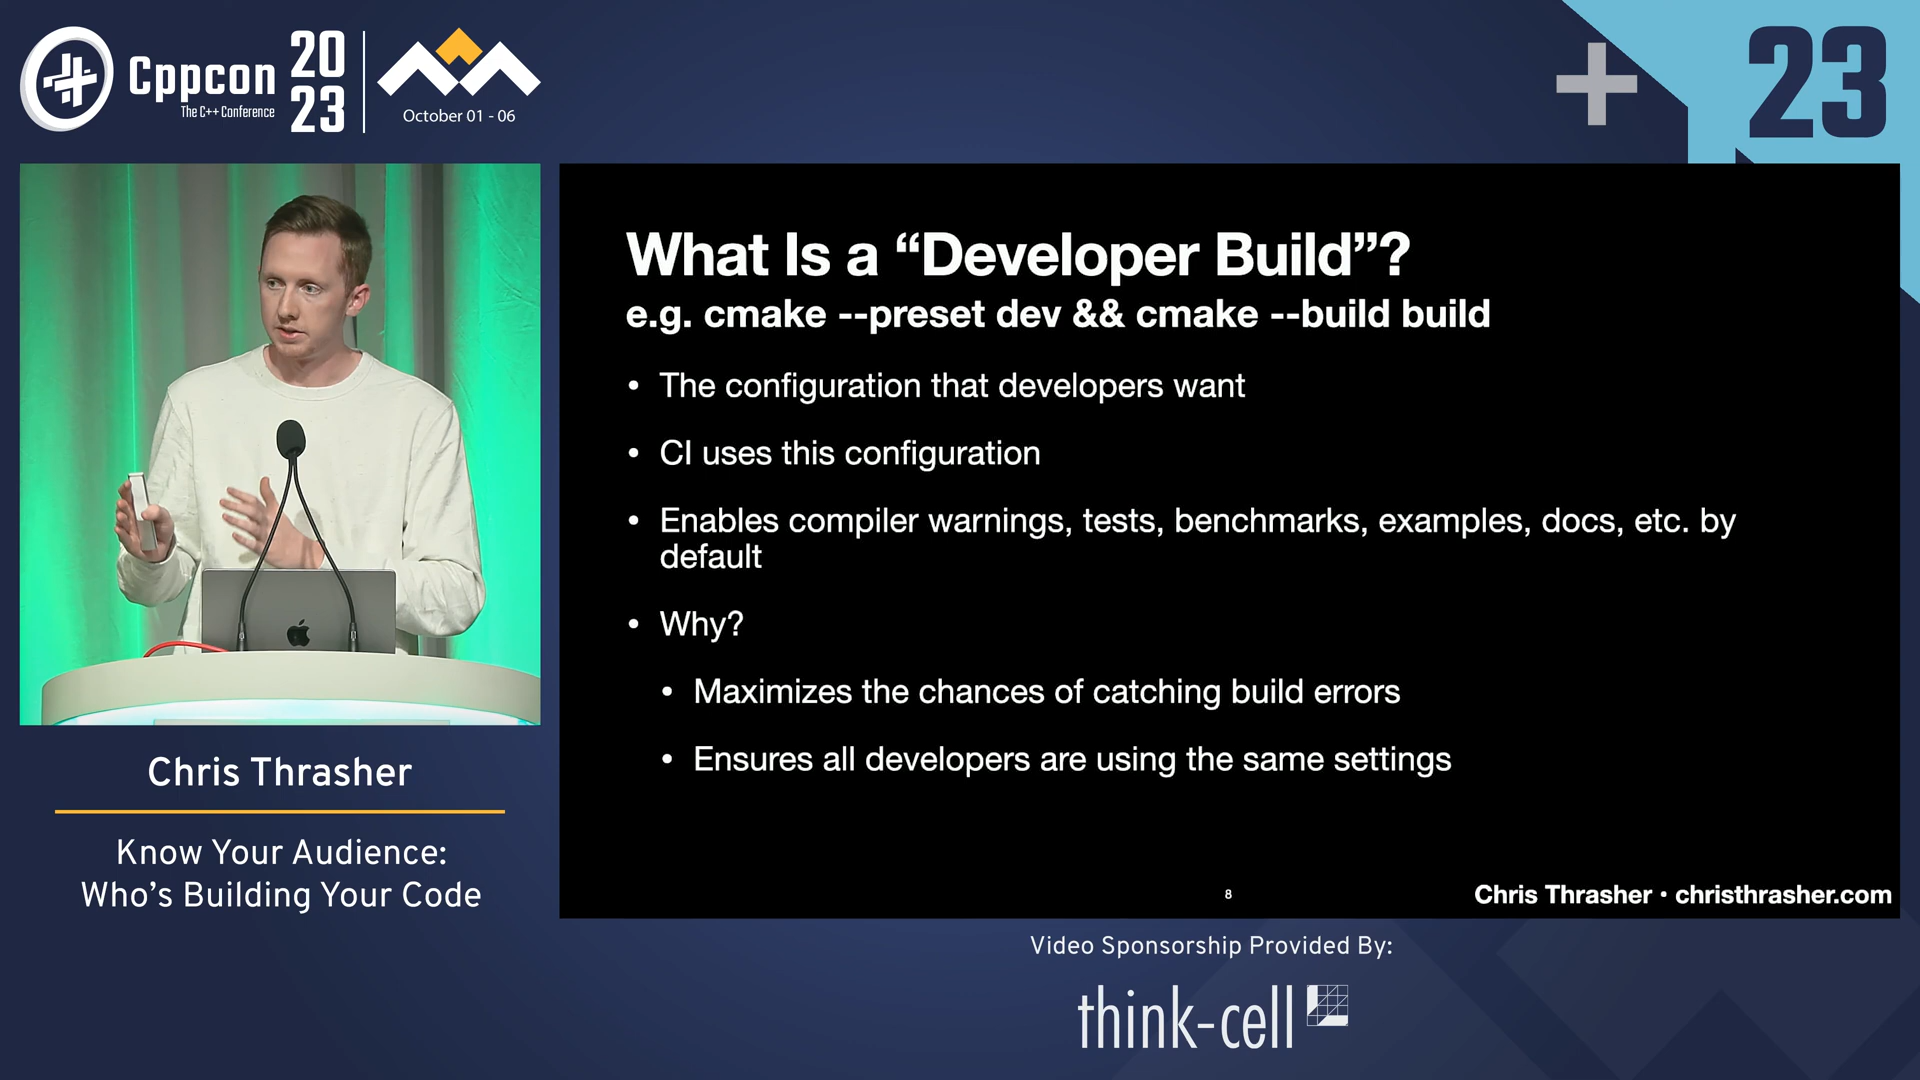 Cppcon
The C++ Conference
20
23
October 01 - 06
23
What Is a “Developer Build”?
e.g. cmake --preset dev && cmake --build build
• The configuration that developers want
• CI uses this configuration
• Enables compiler warnings, tests, benchmarks, examples, docs, etc. by
default
• Why?
• Maximizes the chances of catching build errors
• Ensures all developers are using the same settings
8
Chris Thrasher • christhrasher.com
Chris Thrasher
Know Your Audience:
Who’s Building Your Code
Video Sponsorship Provided By:
think-cell